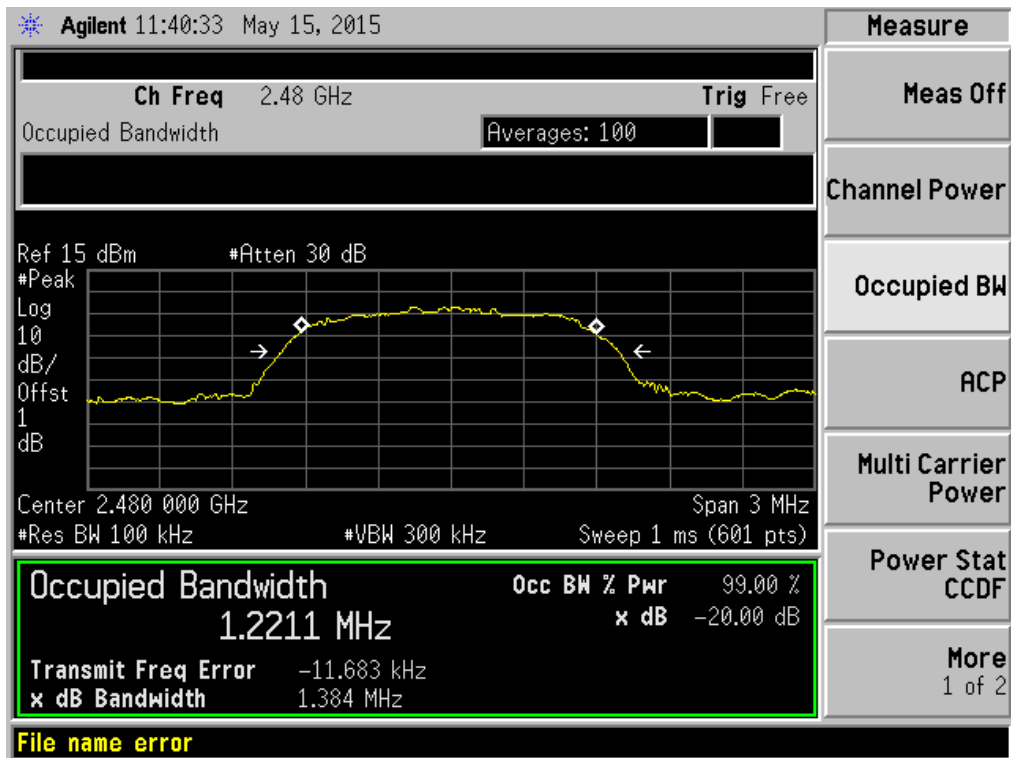 Agilent 11:40:33 May 15, 2015
Measure
Ch Freq 2.48 GHz Trig Free
Occupied Bandwidth Averages: 100
Ref 15 dBm #Atten 30 dB
#Peak
Log
10
dB/
Offst
1
dB
Center 2.480 000 GHz Span 3 MHz
#Res BW 100 kHz #VBW 300 kHz Sweep 1 ms (601 pts)
Occupied Bandwidth
1.2211 MHz
Occ BW % Pwr 99.00 %
x dB -20.00 dB
Transmit Freq Error -11.683 kHz
x dB Bandwidth 1.384 MHz
File name error
Meas Off
Channel Power
Occupied BW
ACP
Multi Carrier
Power
Power Stat
CCDF
More
1 of 2